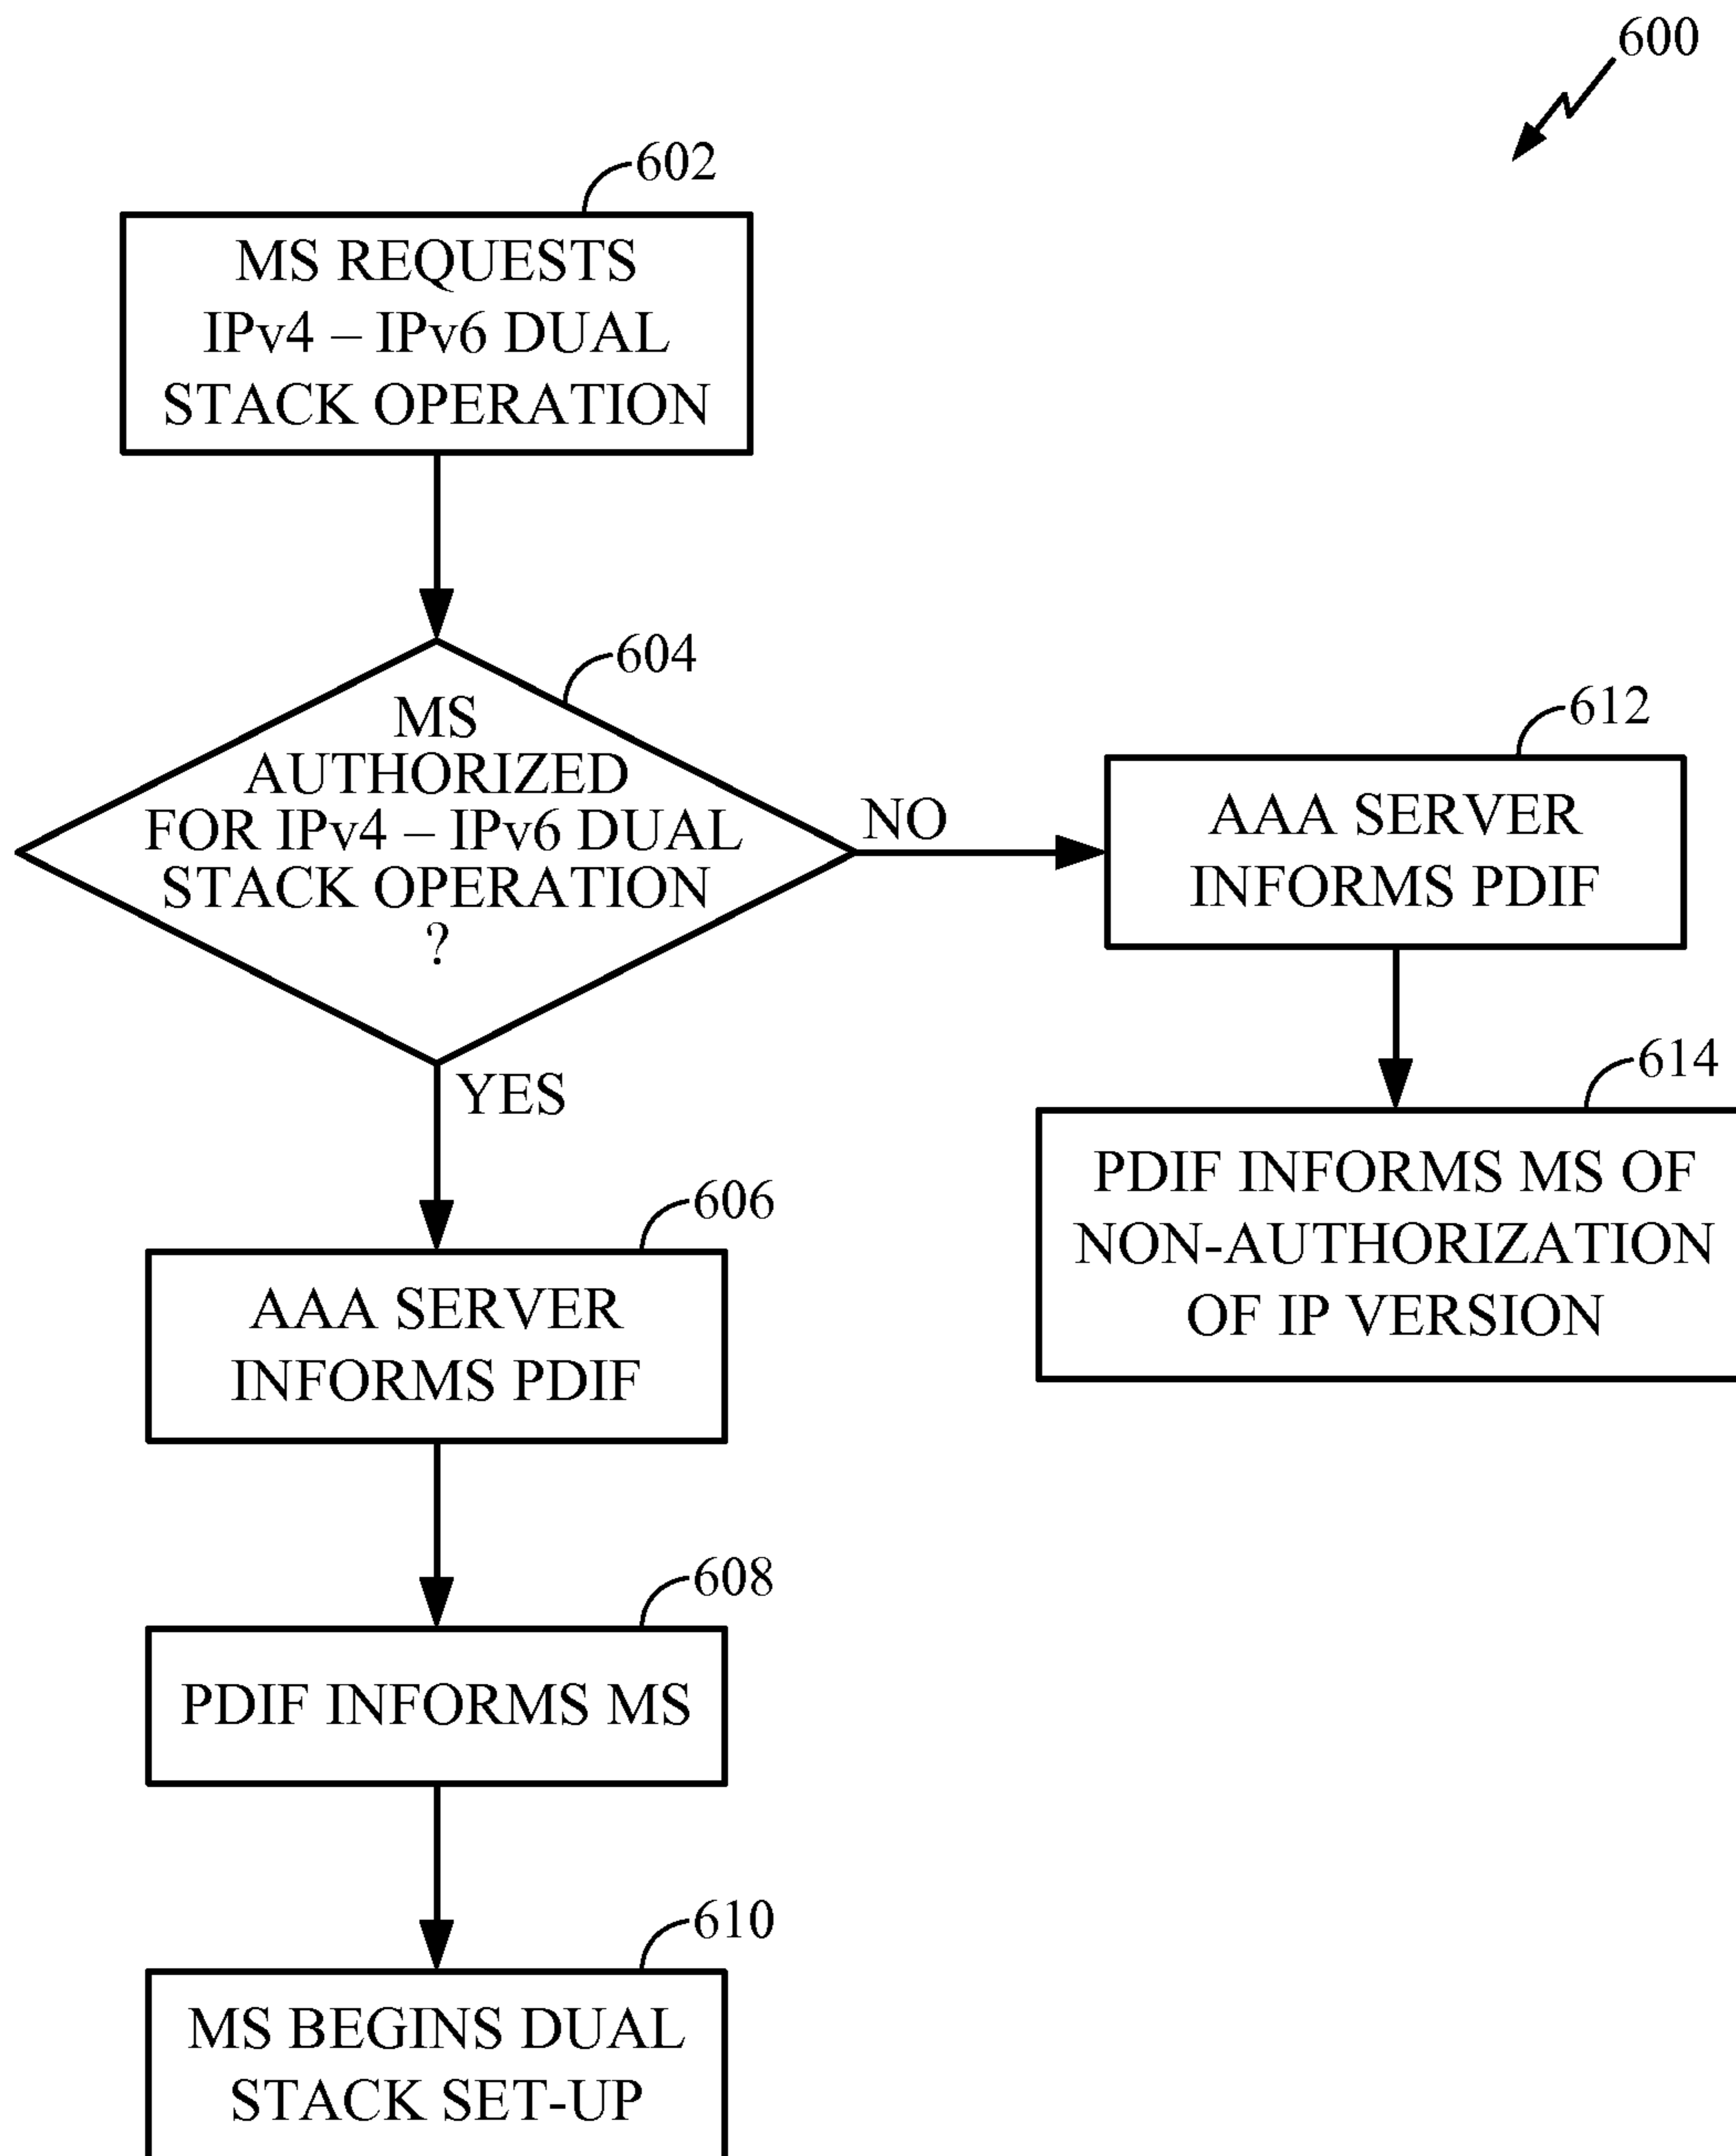 600
602
MS REQUESTS
IPv4 – IPv6 DUAL
STACK OPERATION
604
MS
AUTHORIZED
FOR IPv4 – IPv6 DUAL
STACK OPERATION
?
NO
612
AAA SERVER
INFORMS PDIF
614
PDIF INFORMS MS OF
NON-AUTHORIZATION
OF IP VERSION
YES
606
AAA SERVER
INFORMS PDIF
608
PDIF INFORMS MS
610
MS BEGINS DUAL
STACK SET-UP